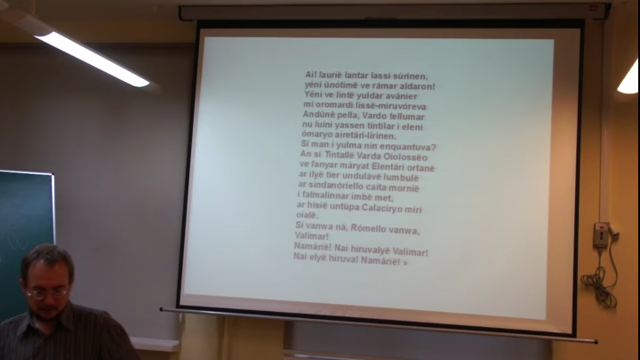 Ai! laurië lantar lassi súrinen,
yéni únótimë ve rámar aldaron!
Yéni ve lintë yuldar avánier
mi oromardi lissë-miruvóreva
Andúnë pella, Vardo tellumar
nu luini yassen tintilar i eleni
ómaryo airetári-lírinen.
Sí man i yulma nin enquantuva?
An sí Tintallë Varda Oiolossëo
ve fanyar máryat Elentári ortanë
ar ilyë tier undulávë lumbulë
ar sindanóriello caita mornië
i falmalinnar imbë met,
ar hísië untúpa Calaciryo míri
oialë.
Sí vanwa ná, Rómello vanwa,
Valimar!
Namárië! Nai hiruvalyë Valimar!
Nai elyë hiruva! Namárië! »